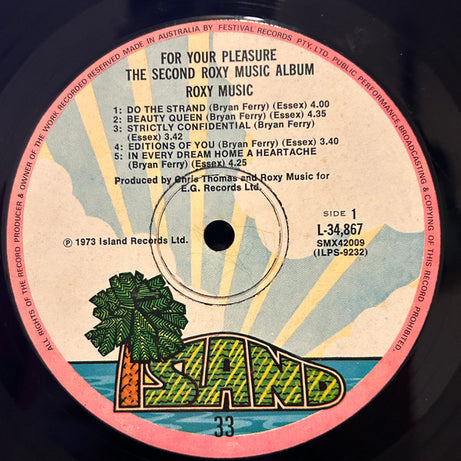 ALL RIGHTS OF THE RECORD PRODUCER & OWNER OF THE WORK RECORDED RESERVED MADE IN AUSTRALIA BY FESTIVAL RECORDS PTY. LTD. PUBLIC PERFORMANCE, BROADCASTING & COPYING OF THIS RECORD PROHIBITED.
FOR YOUR PLEASURE
THE SECOND ROXY MUSIC ALBUM
ROXY MUSIC
1: DO THE STRAND (Bryan Ferry) (Essex) 4.00
2: BEAUTY QUEEN (Bryan Ferry) (Essex) 4.35
3: STRICTLY CONFIDENTIAL (Bryan Ferry)
(Essex) 3.42
4: EDITIONS OF YOU (Bryan Ferry) (Essex) 3.40
5: IN EVERY DREAM HOME A HEARTACHE
(Bryan Ferry) (Essex) 4.25
Produced by Chris Thomas and Roxy Music for
E.G. Records Ltd.
SIDE 1
L-34,867
SMX42009
(ILPS-9232)
℗ 1973 Island Records Ltd.
ISLAND
33